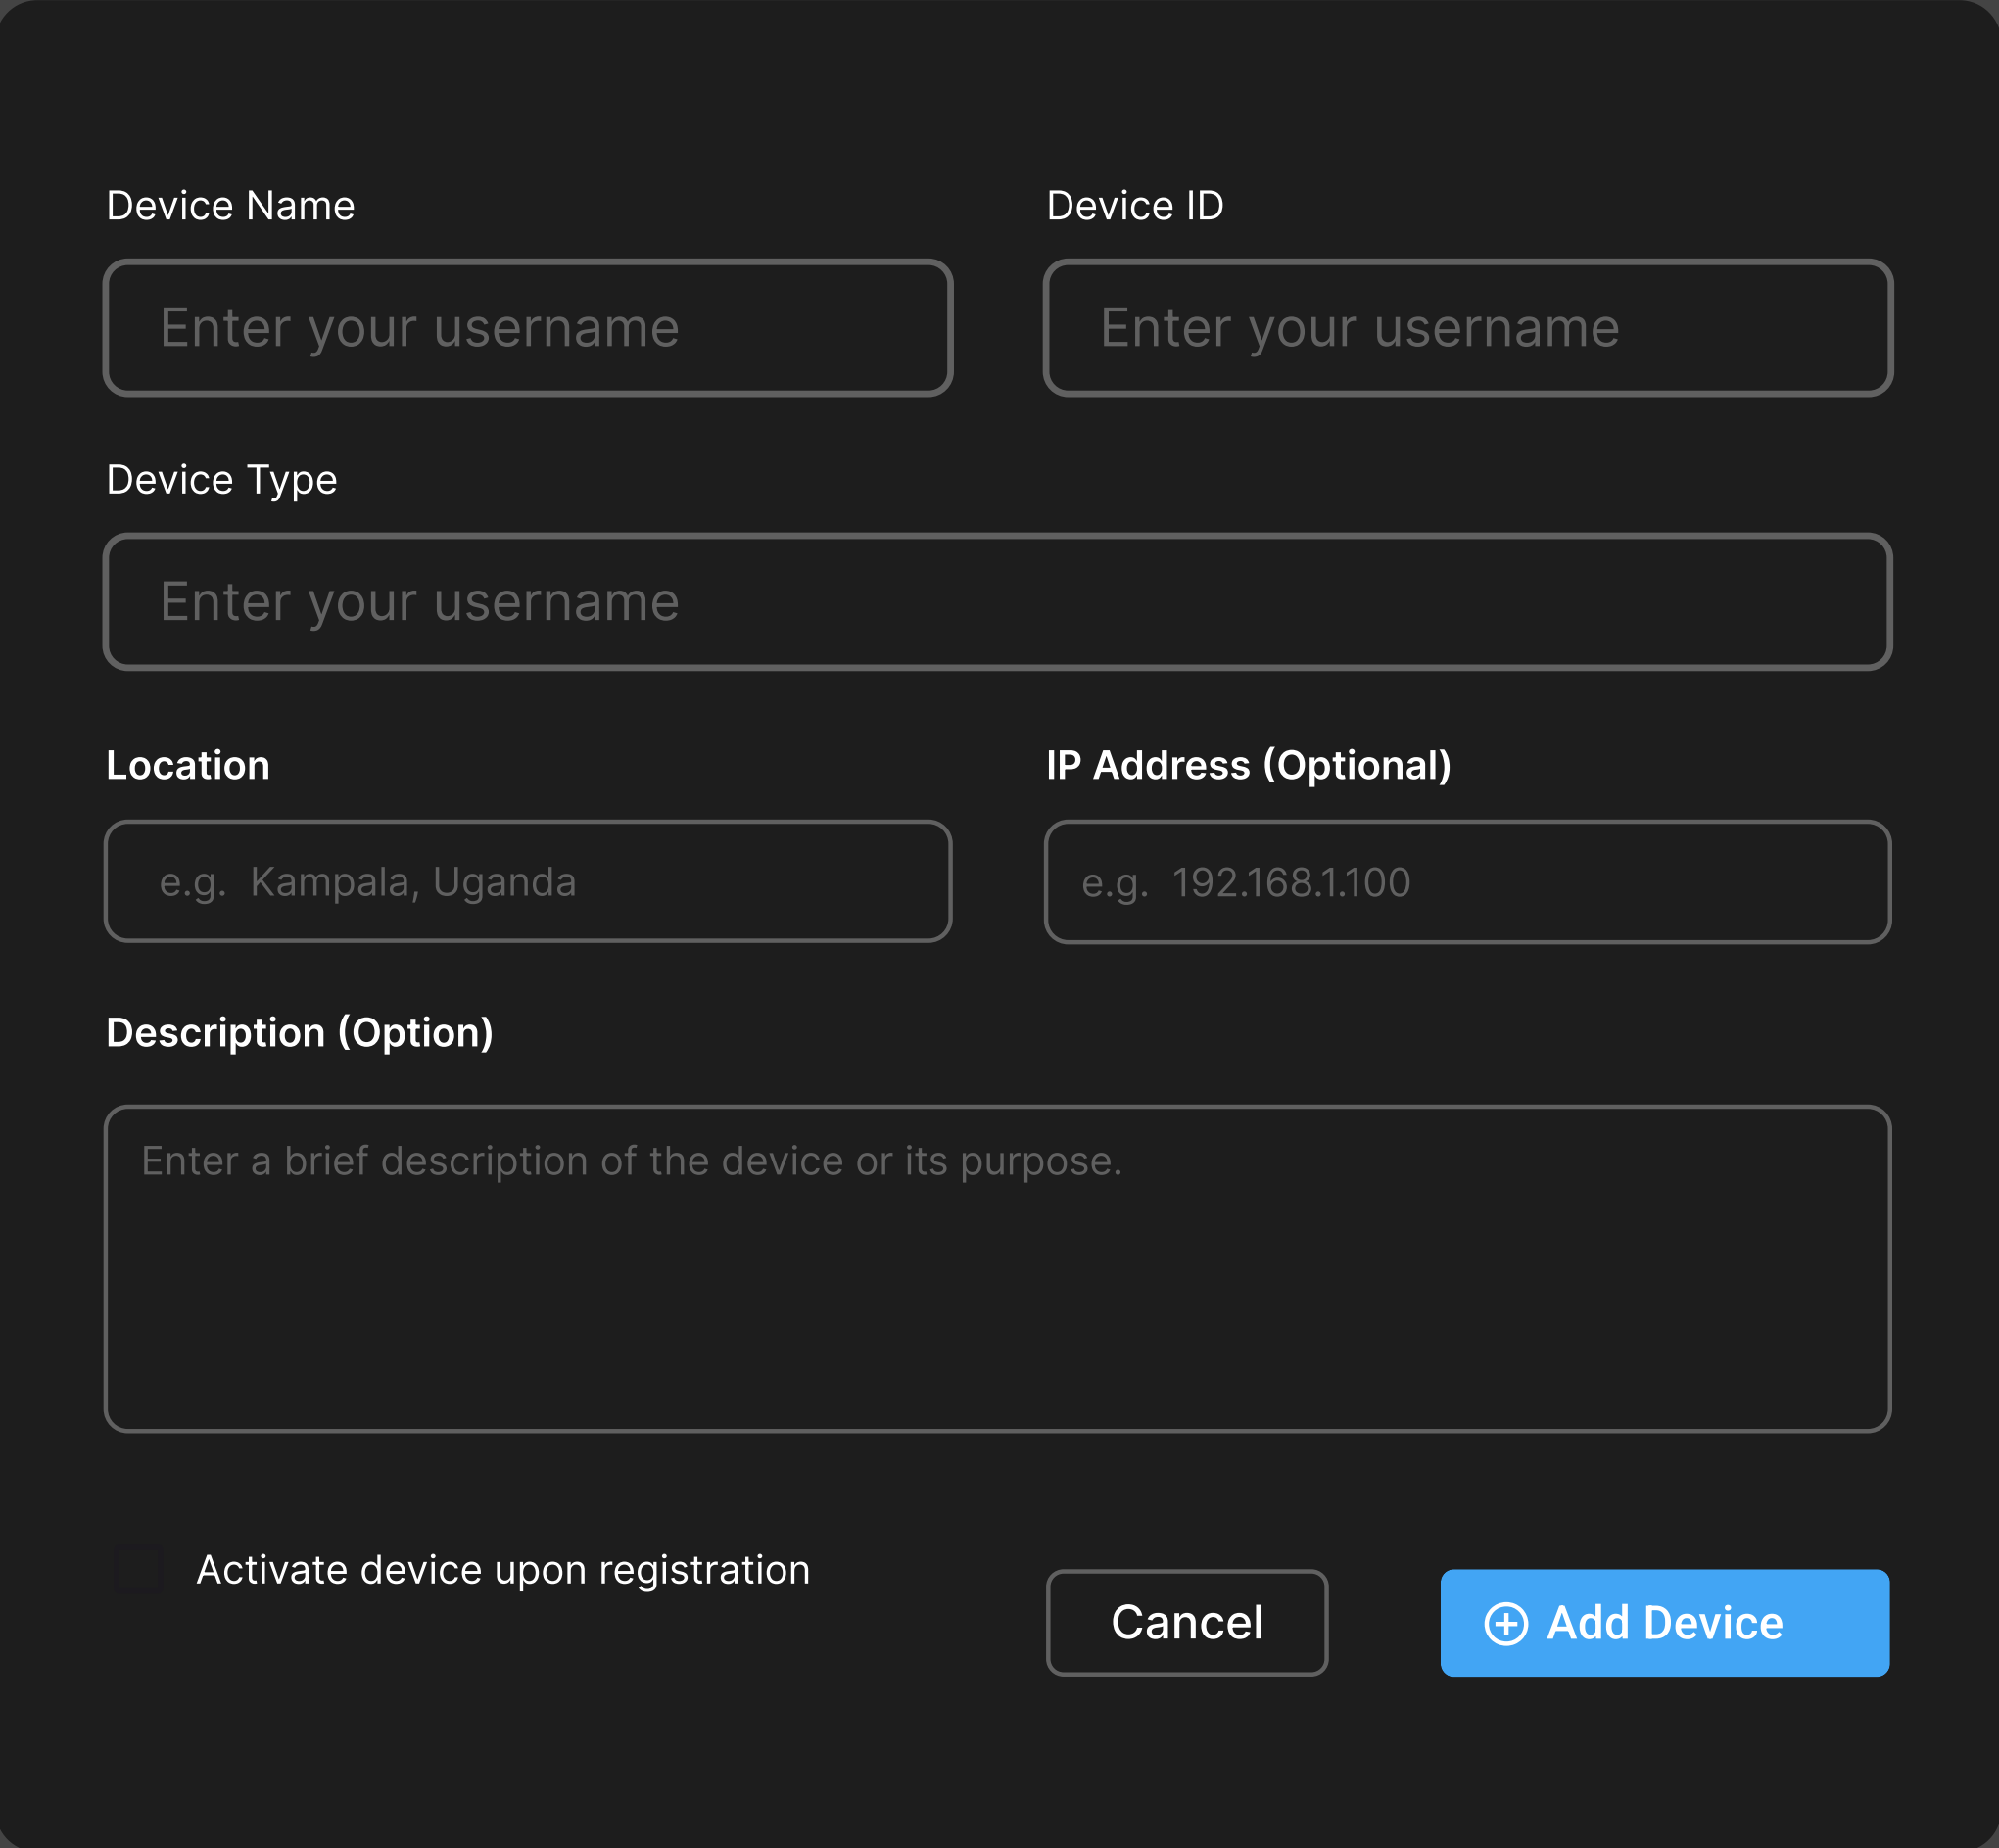 Device Name
Device ID
Enter your username
Enter your username
Device Type
Enter your username
Location
IP Address (Optional)
e.g.  Kampala, Uganda
e.g.  192.168.1.100
Description (Option)
Enter a brief description of the device or its purpose.
Activate device upon registration
Cancel
Add Device